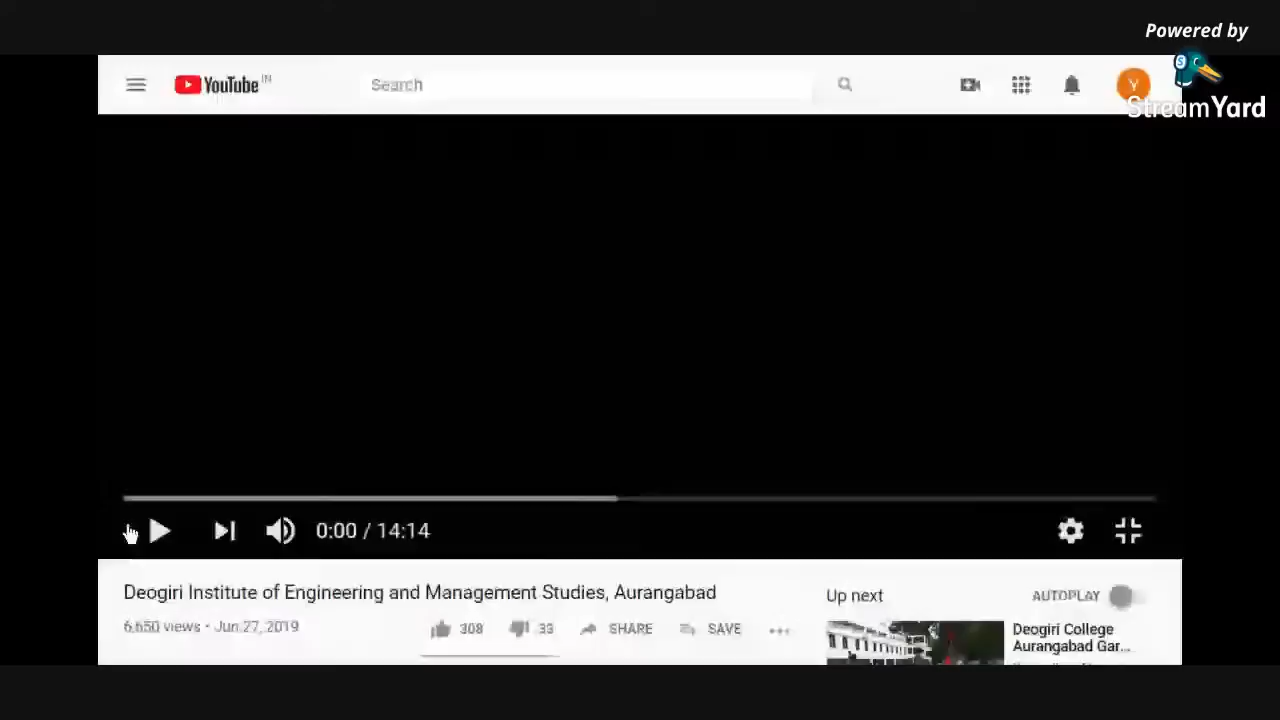 Powered by
StreamYard
YouTube IN
Search
Y
0:00 / 14:14
Deogiri Institute of Engineering and Management Studies, Aurangabad
6,650 views • Jun 27, 2019
308
33
SHARE
SAVE
Up next
AUTOPLAY
Deogiri College
Aurangabad Gar...